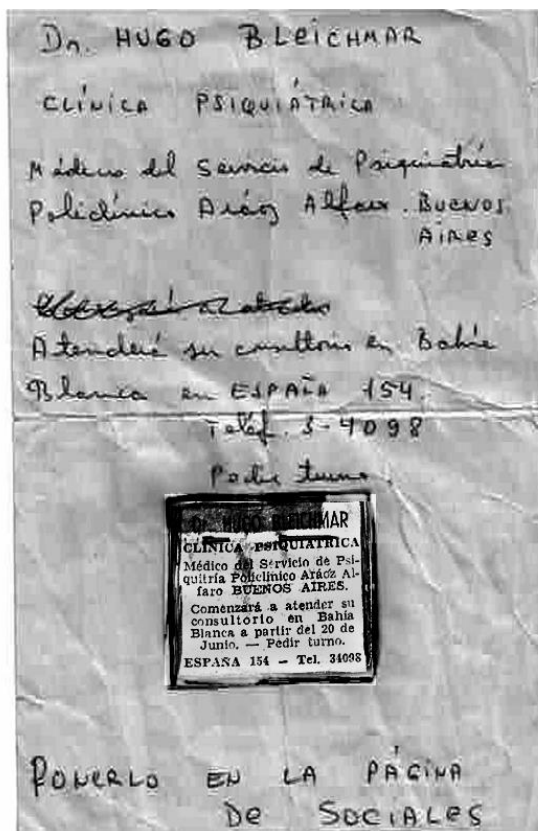 Dr. HUGO BLEICHMAR
CLÍNICA PSIQUIÁTRICA
Médico del Servicio de Psiquiatría
Policlínico Aráoz Alfaro. BUENOS
AIRES
Atenderá su consultorio en Bahía
Blanca en ESPAÑA 154.
Teléf. 3-4098
Pedir turno.
Dr. HUGO BLEICHMAR
CLINICA PSIQUIATRICA
Médico del Servicio de Psi-
quitría Policlínico Aráoz Al-
faro BUENOS AIRES.
Comenzará a atender su
consultorio en Bahía
Blanca a partir del 20 de
Junio. — Pedir turno.
ESPAÑA 154 — Tel. 34098
PONERLO EN LA PÁGINA
DE SOCIALES